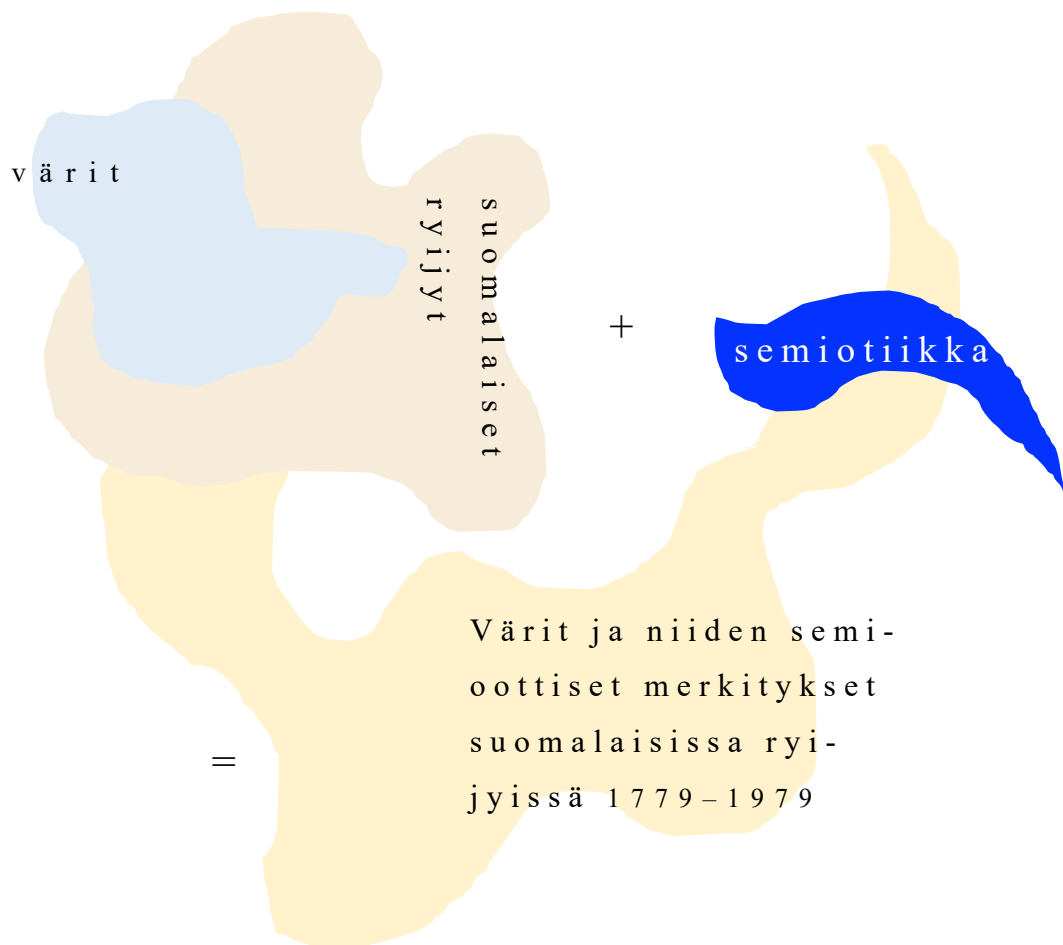 värit
suomalaiset
ryijyt
+
semiotiikka
=
Värit ja niiden semi-
oottiset merkitykset
suomalaisissa ryi-
jyissä 1779–1979